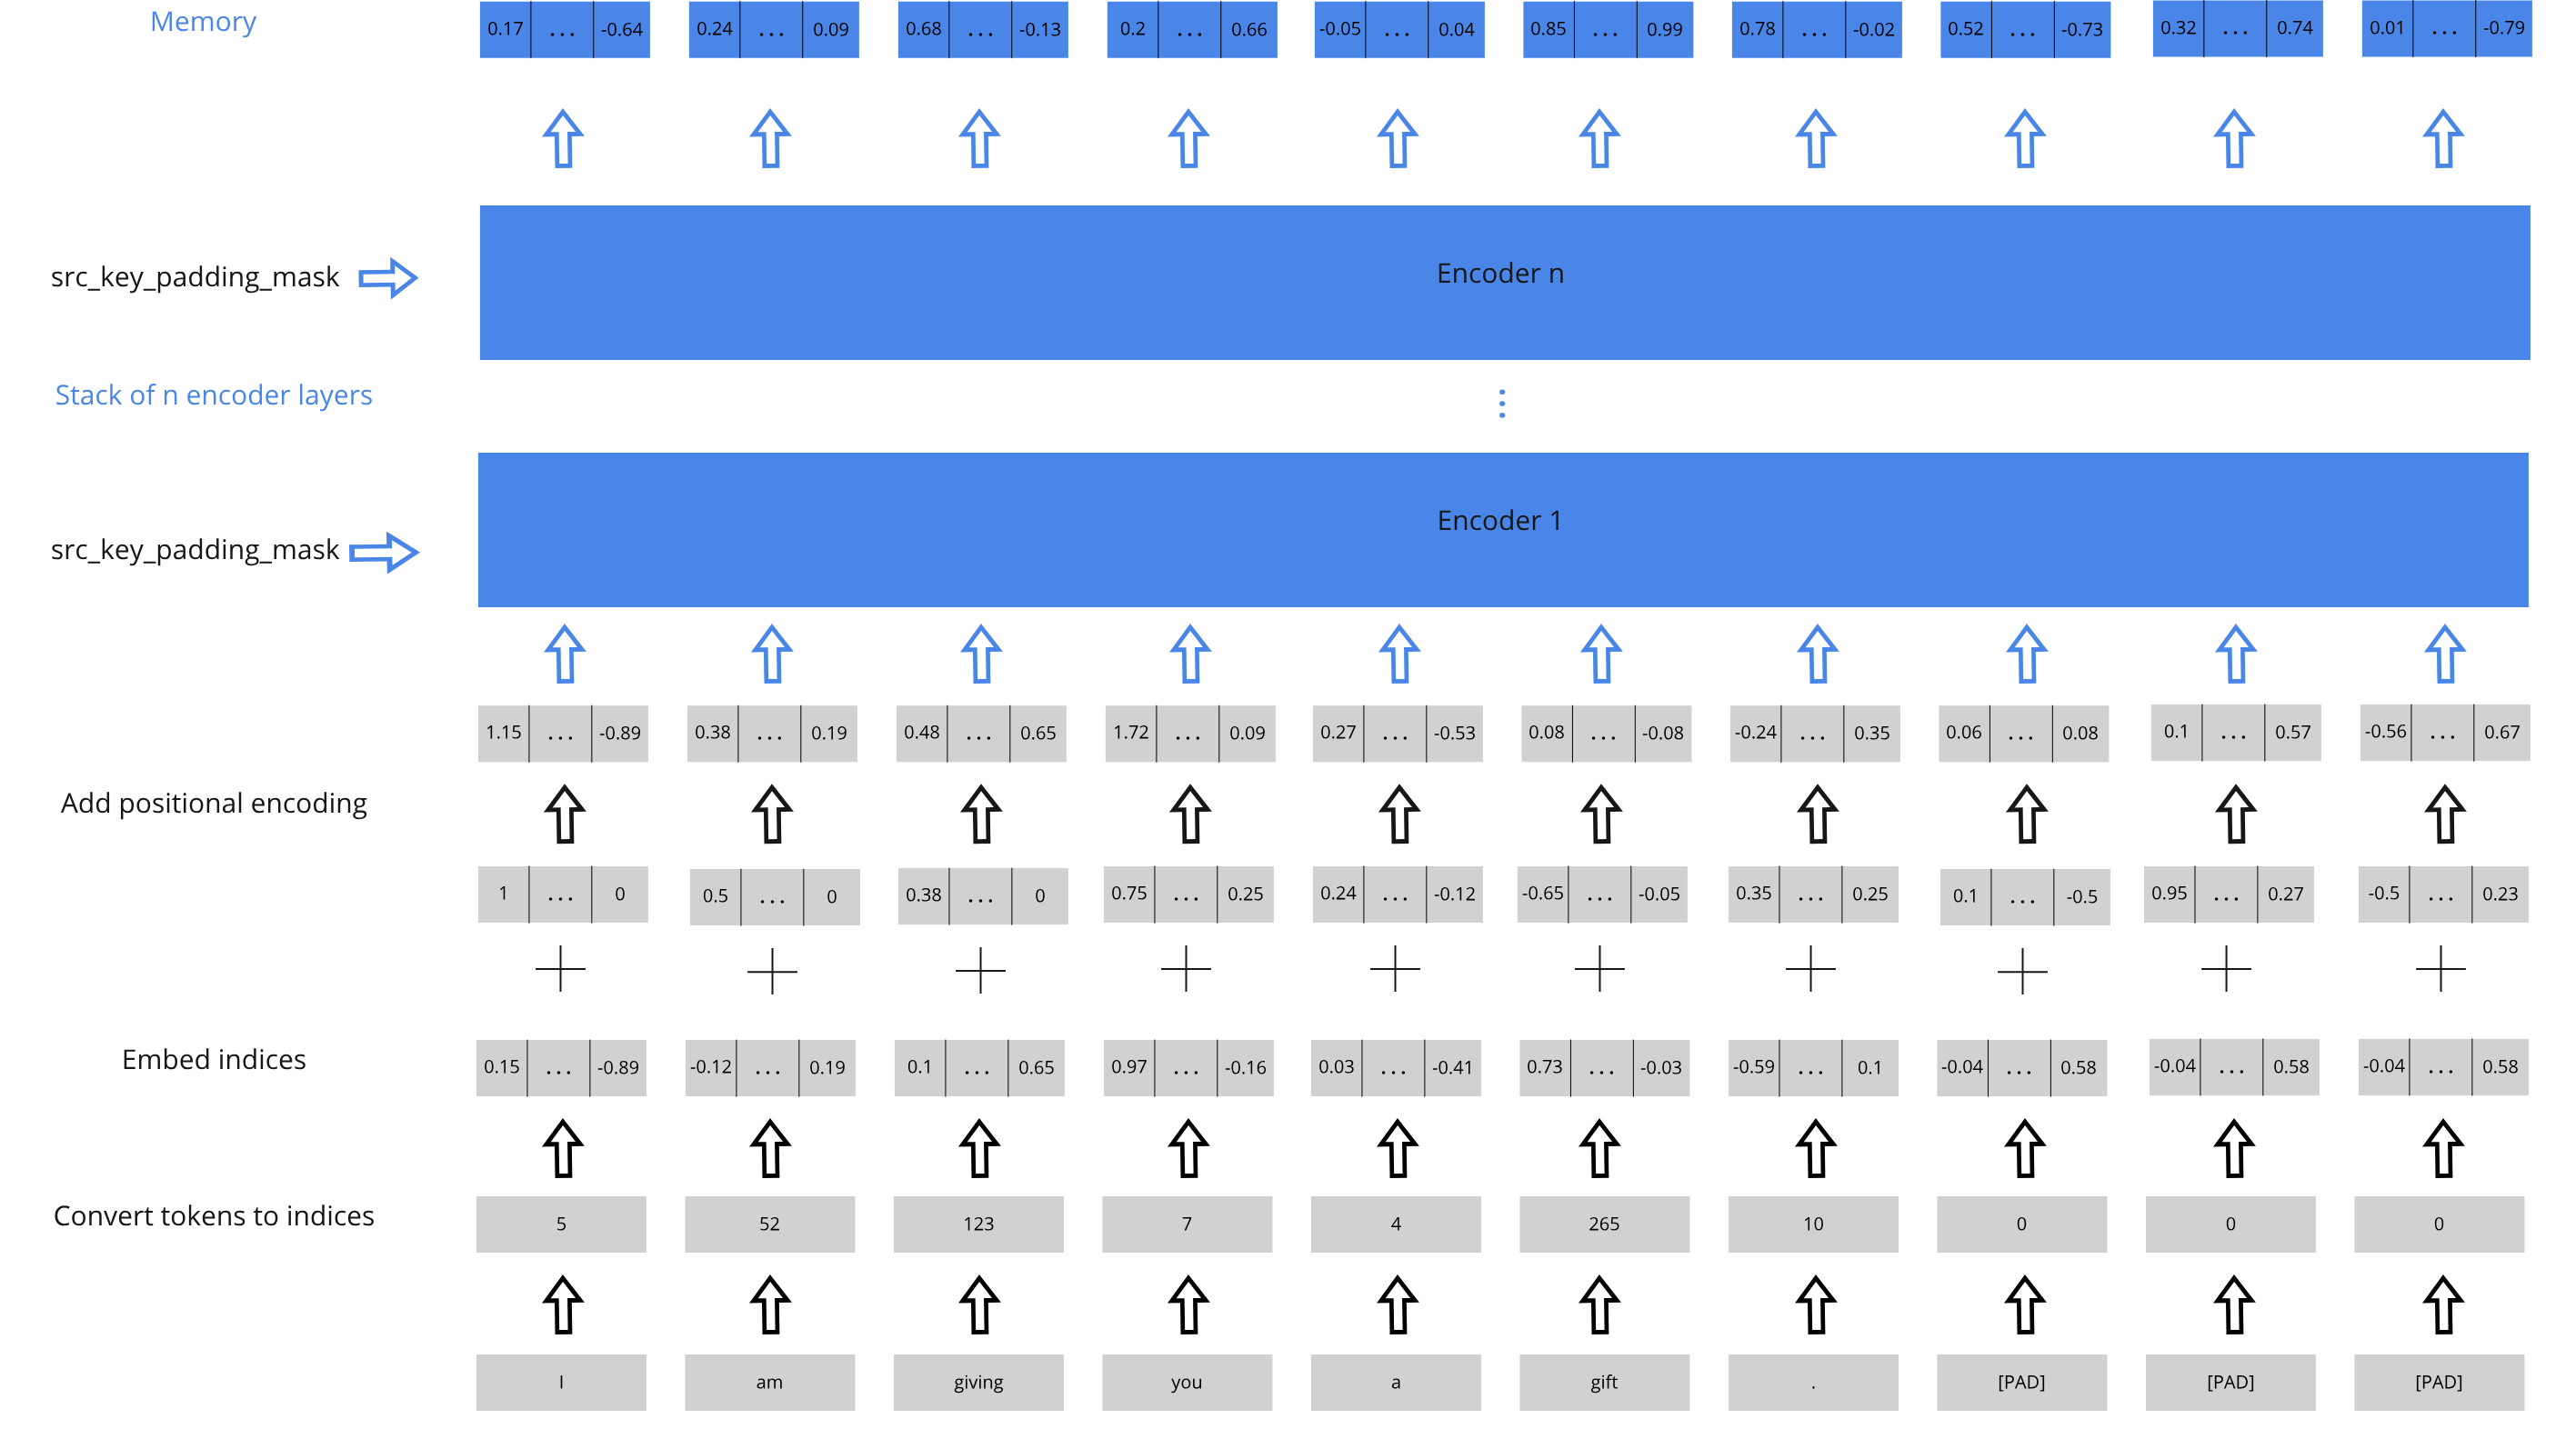 Memory
0.17 ... -0.64 0.24 ... 0.09 0.68 ... -0.13 0.2 ... 0.66 -0.05 ... 0.04 0.85 ... 0.99 0.78 ... -0.02 0.52 ... -0.73 0.32 ... 0.74 0.01 ... -0.79
src_key_padding_mask
Encoder n
Stack of n encoder layers
src_key_padding_mask
Encoder 1
1.15 ... -0.89 0.38 ... 0.19 0.48 ... 0.65 1.72 ... 0.09 0.27 ... -0.53 0.08 ... -0.08 -0.24 ... 0.35 0.06 ... 0.08 0.1 ... 0.57 -0.56 ... 0.67
Add positional encoding
1 ... 0 0.5 ... 0 0.38 ... 0 0.75 ... 0.25 0.24 ... -0.12 -0.65 ... -0.05 0.35 ... 0.25 0.1 ... -0.5 0.95 ... 0.27 -0.5 ... 0.23
+ + + + + + + + + +
Embed indices
0.15 ... -0.89 -0.12 ... 0.19 0.1 ... 0.65 0.97 ... -0.16 0.03 ... -0.41 0.73 ... -0.03 -0.59 ... 0.1 -0.04 ... 0.58 -0.04 ... 0.58 -0.04 ... 0.58
Convert tokens to indices
5 52 123 7 4 265 10 0 0 0
I am giving you a gift . [PAD] [PAD] [PAD]